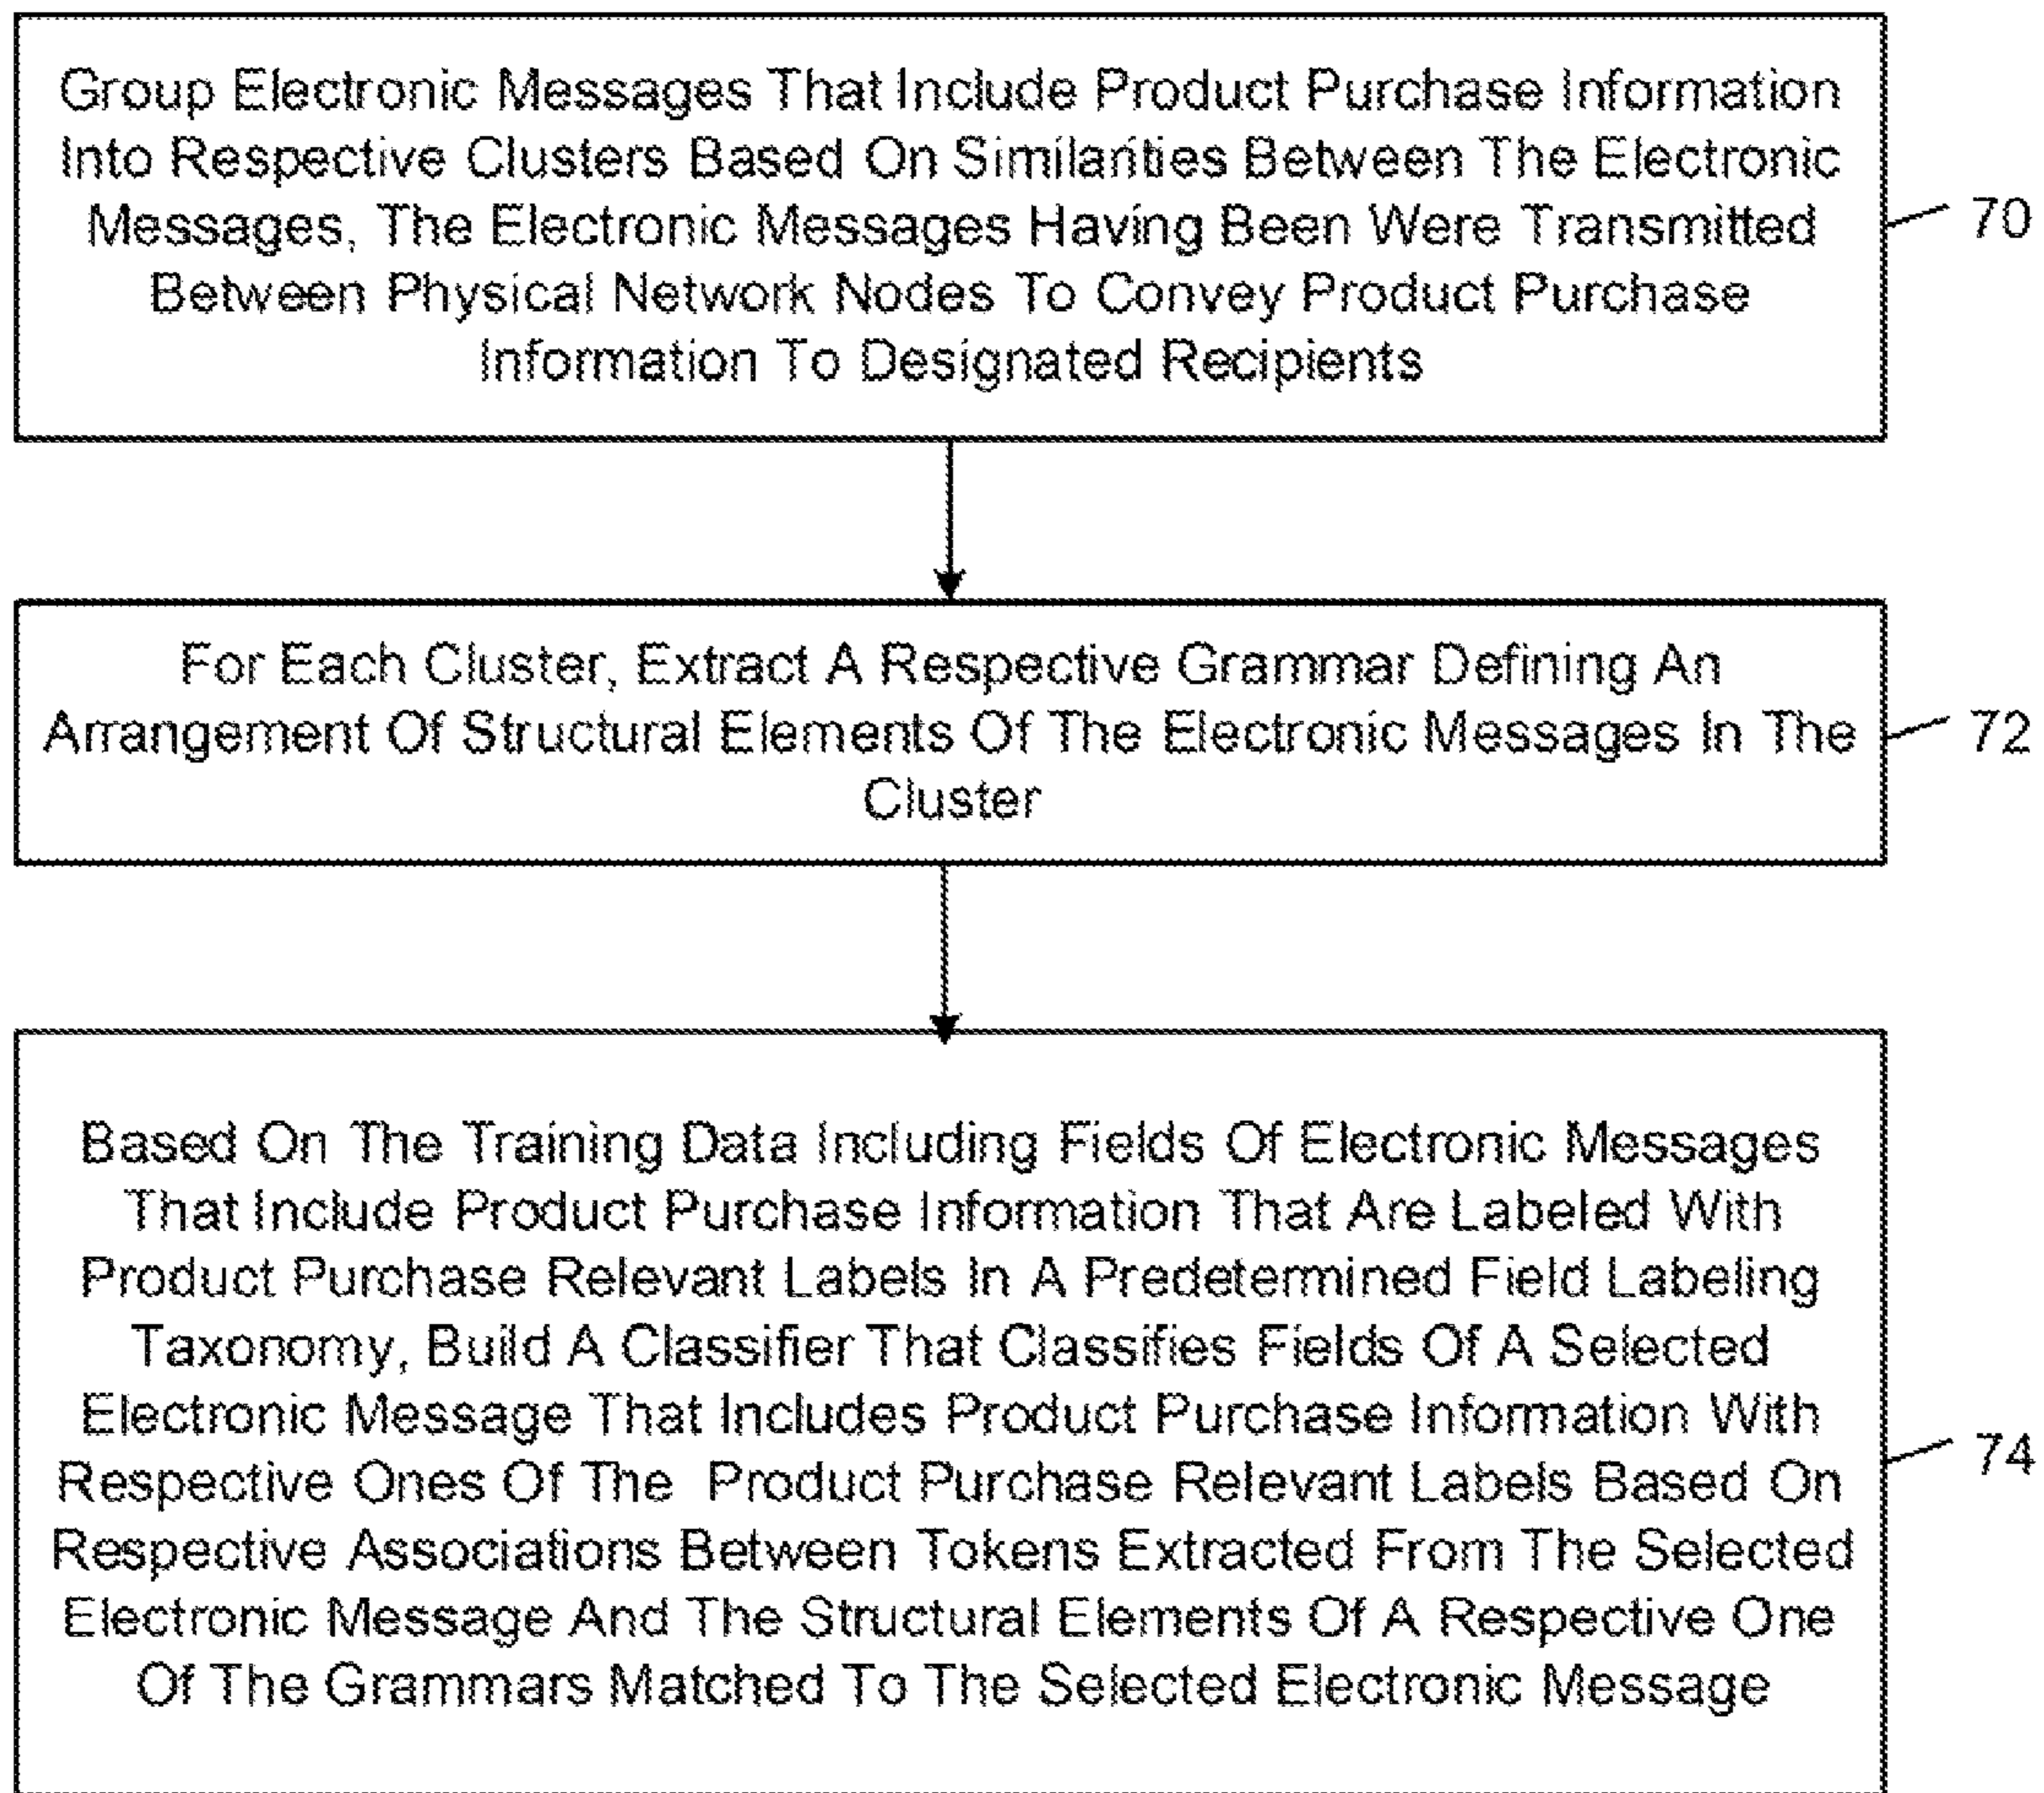 Group Electronic Messages That Include Product Purchase Information
Into Respective Clusters Based On Similarities Between The Electronic
Messages, The Electronic Messages Having Been Were Transmitted
Between Physical Network Nodes To Convey Product Purchase
Information To Designated Recipients
70
For Each Cluster, Extract A Respective Grammar Defining An
Arrangement Of Structural Elements Of The Electronic Messages In The
Cluster
72
Based On The Training Data Including Fields Of Electronic Messages
That Include Product Purchase Information That Are Labeled With
Product Purchase Relevant Labels In A Predetermined Field Labeling
Taxonomy, Build A Classifier That Classifies Fields Of A Selected
Electronic Message That Includes Product Purchase Information With
Respective Ones Of The Product Purchase Relevant Labels Based On
Respective Associations Between Tokens Extracted From The Selected
Electronic Message And The Structural Elements Of A Respective One
Of The Grammars Matched To The Selected Electronic Message
74